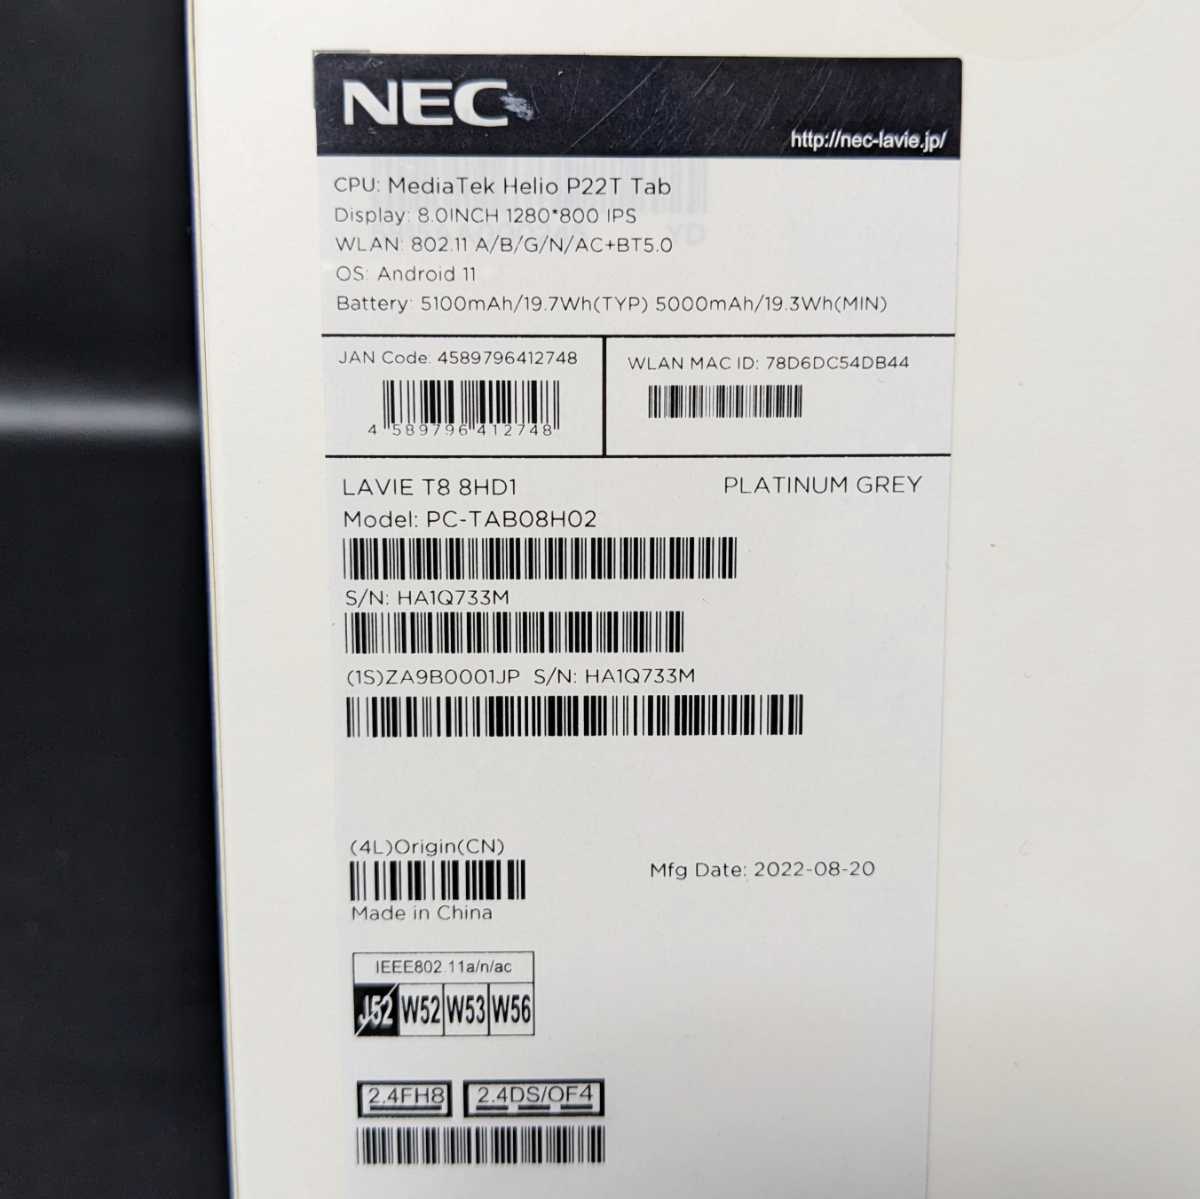 NEC
http://nec-lavie.jp/
CPU: MediaTek Helio P22T Tab
Display: 8.0INCH 1280*800 IPS
WLAN: 802.11 A/B/G/N/AC+BT5.0
OS: Android 11
Battery: 5100mAh/19.7Wh(TYP) 5000mAh/19.3Wh(MIN)
JAN Code: 4589796412748
4 589796 412748
WLAN MAC ID: 78D6DC54DB44
LAVIE T8 8HD1 PLATINUM GREY
Model: PC-TAB08H02
S/N: HA1Q733M
(1S)ZA9B0001JP S/N: HA1Q733M
(4L)Origin(CN)
Mfg Date: 2022-08-20
Made in China
IEEE802.11a/n/ac
J52 W52 W53 W56
2.4FH8 2.4DS/OF4